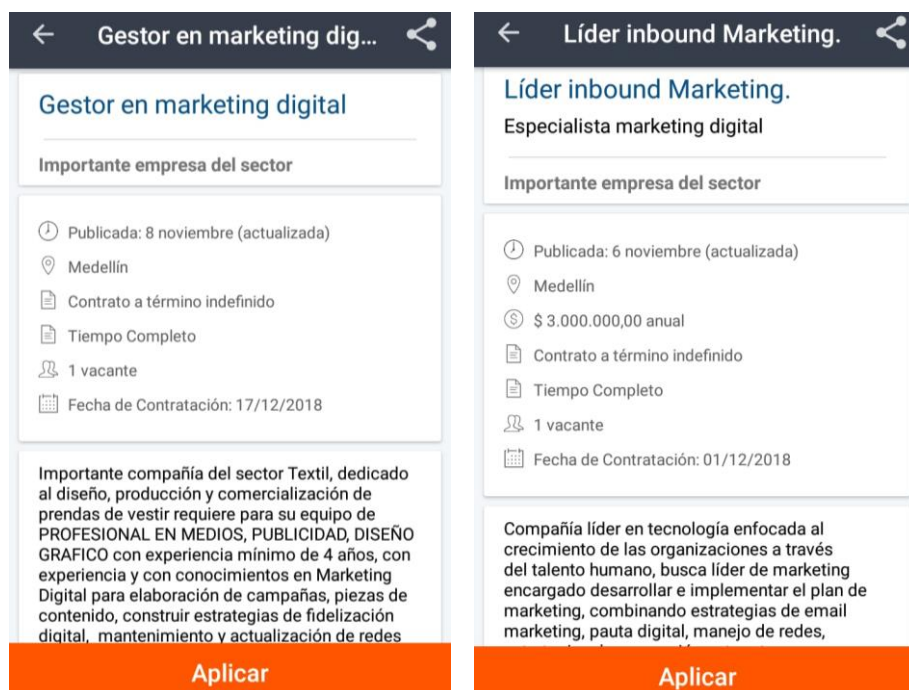 Gestor en marketing dig...
Gestor en marketing digital
Importante empresa del sector
Publicada: 8 noviembre (actualizada)
Medellín
Contrato a término indefinido
Tiempo Completo
1 vacante
Fecha de Contratación: 17/12/2018
Importante compañía del sector Textil, dedicado
al diseño, producción y comercialización de
prendas de vestir requiere para su equipo de
PROFESIONAL EN MEDIOS, PUBLICIDAD, DISEÑO
GRAFICO con experiencia mínimo de 4 años, con
experiencia y con conocimientos en Marketing
Digital para elaboración de campañas, piezas de
contenido, construir estrategias de fidelización
digital, mantenimiento y actualización de redes
Aplicar
Líder inbound Marketing.
Líder inbound Marketing.
Especialista marketing digital
Importante empresa del sector
Publicada: 6 noviembre (actualizada)
Medellín
$ 3.000.000,00 anual
Contrato a término indefinido
Tiempo Completo
1 vacante
Fecha de Contratación: 01/12/2018
Compañía líder en tecnología enfocada al
crecimiento de las organizaciones a través
del talento humano, busca líder de marketing
encargado desarrollar e implementar el plan de
marketing, combinando estrategias de email
marketing, pauta digital, manejo de redes,
Aplicar